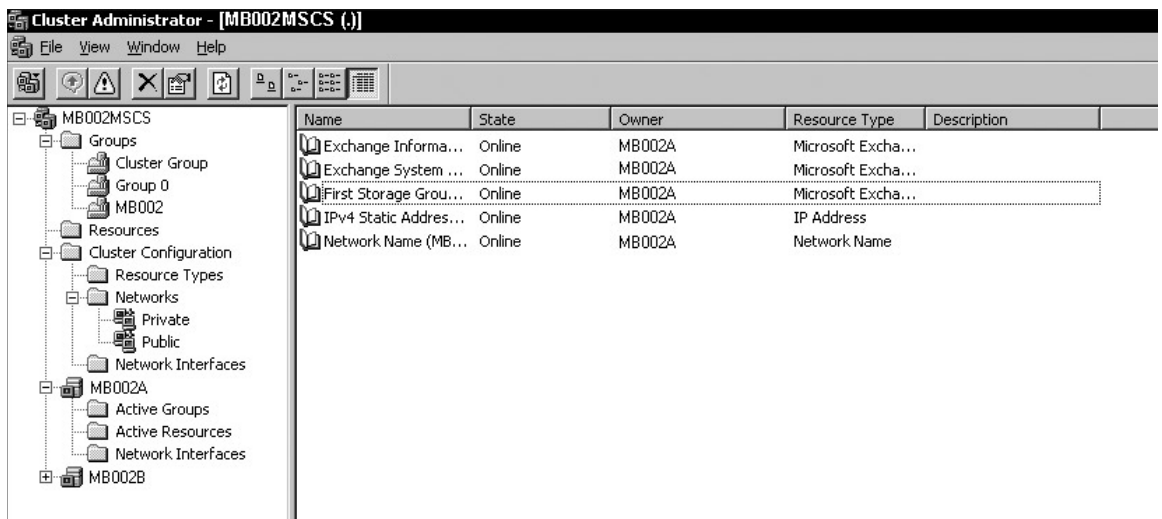 Cluster Administrator - [MB002MSCS (.)]
File View Window Help
MB002MSCS
Groups
Cluster Group
Group 0
MB002
Resources
Cluster Configuration
Resource Types
Networks
Private
Public
Network Interfaces
MB002A
Active Groups
Active Resources
Network Interfaces
MB002B
Name State Owner Resource Type Description
Exchange Informa... Online MB002A Microsoft Excha...
Exchange System ... Online MB002A Microsoft Excha...
First Storage Grou... Online MB002A Microsoft Excha...
IPv4 Static Addres... Online MB002A IP Address
Network Name (MB... Online MB002A Network Name